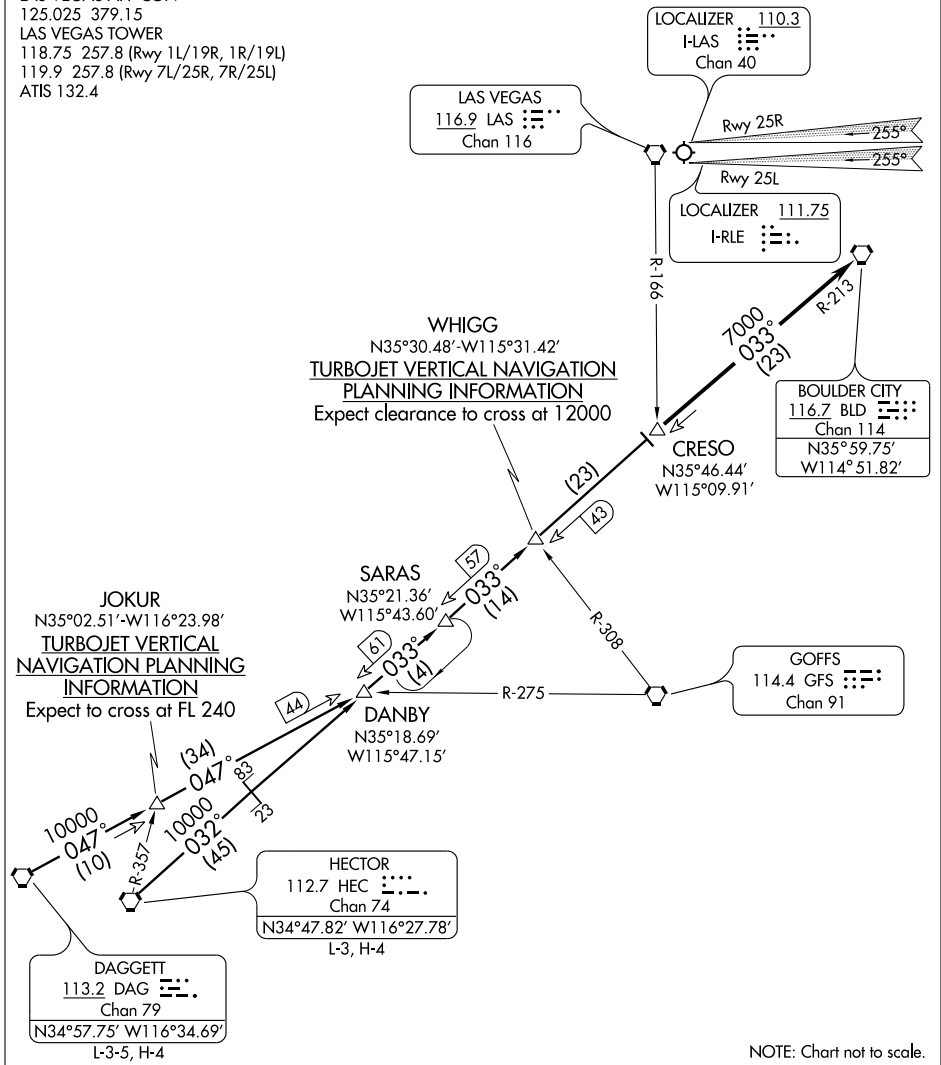 125.025 379.15
LAS VEGAS TOWER
118.75 257.8 (Rwy 1L/19R, 1R/19L)
119.9 257.8 (Rwy 7L/25R, 7R/25L)
ATIS 132.4
LOCALIZER 110.3
I-LAS
Chan 40
LAS VEGAS
116.9 LAS
Chan 116
Rwy 25R
255°
255°
Rwy 25L
LOCALIZER 111.75
I-RLE
R-166
R-213
7000
033°
(23)
BOULDER CITY
116.7 BLD
Chan 114
N35°59.75'
W114°51.82'
WHIGG
N35°30.48'-W115°31.42'
TURBOJET VERTICAL NAVIGATION
PLANNING INFORMATION
Expect clearance to cross at 12000
CRESO
N35°46.44'
W115°09.91'
(23)
43
57
033°
(14)
SARAS
N35°21.36'
W115°43.60'
61
033°
(4)
R-308
GOFFS
114.4 GFS
Chan 91
R-275
JOKUR
N35°02.51'-W116°23.98'
TURBOJET VERTICAL
NAVIGATION PLANNING
INFORMATION
Expect to cross at FL 240
44
DANBY
N35°18.69'
W115°47.15'
(34)
047°
83
23
10000
047°
(10)
R-357
10000
032°
(45)
HECTOR
112.7 HEC
Chan 74
N34°47.82' W116°27.78'
L-3, H-4
DAGGETT
113.2 DAG
Chan 79
N34°57.75' W116°34.69'
L-3-5, H-4
NOTE: Chart not to scale.